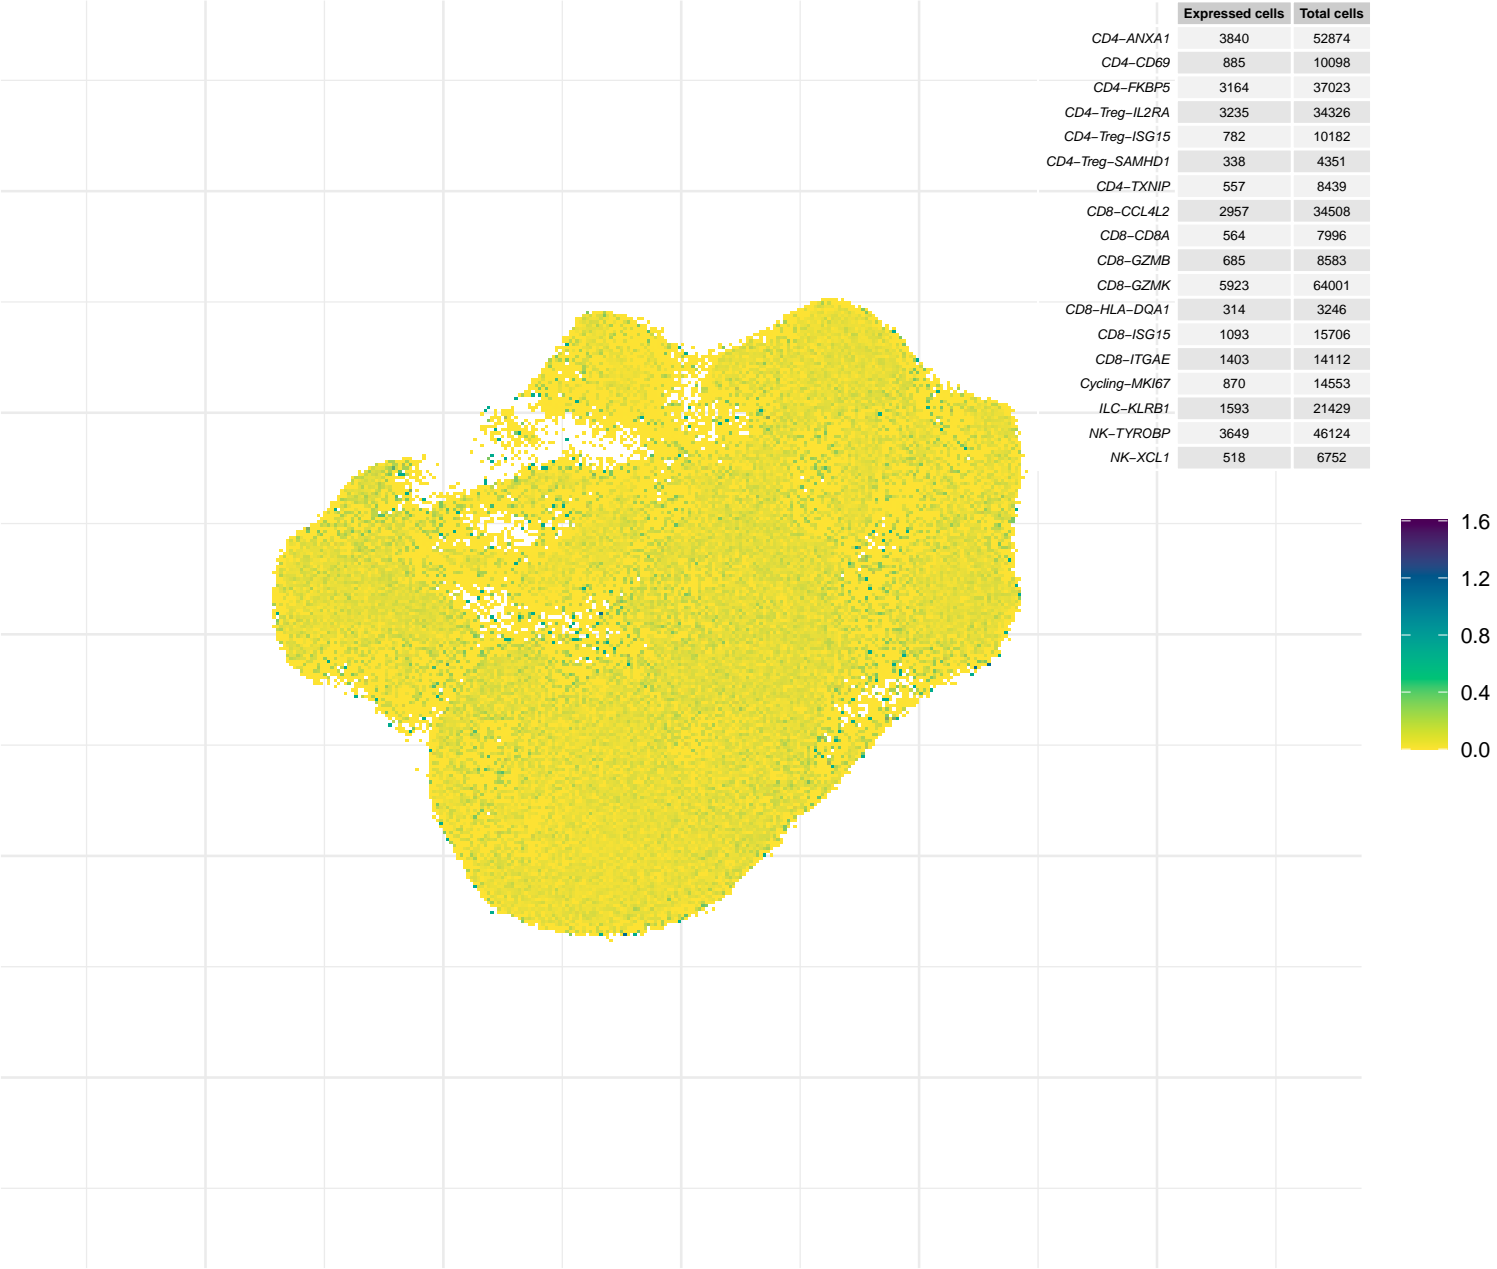 Expressed cells Total cells
CD4−ANXA1 3840 52874
CD4−CD69 885 10098
CD4−FKBP5 3164 37023
CD4−Treg−IL2RA 3235 34326
CD4−Treg−ISG15 782 10182
CD4−Treg−SAMHD1 338 4351
CD4−TXNIP 557 8439
CD8−CCL4L2 2957 34508
CD8−CD8A 564 7996
CD8−GZMB 685 8583
CD8−GZMK 5923 64001
CD8−HLA−DQA1 314 3246
CD8−ISG15 1093 15706
CD8−ITGAE 1403 14112
Cycling−MKI67 870 14553
ILC−KLRB1 1593 21429
NK−TYROBP 3649 46124
NK−XCL1 518 6752
1.6
1.2
0.8
0.4
0.0